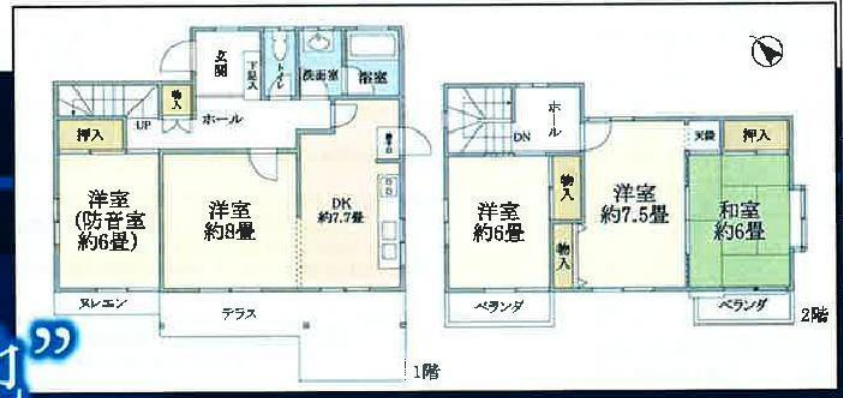 玄関
下足入
トイレ
洗面室
浴室
物入
ホール
UP
押入
洋室
(防音室
約6畳)
洋室
約8畳
DK
約7.7畳
ヌレエン
テラス
1階
ホール
DN
洋室
約6畳
物入
物入
洋室
約7.5畳
天袋
押入
和室
約6畳
ベランダ
ベランダ
2階
”